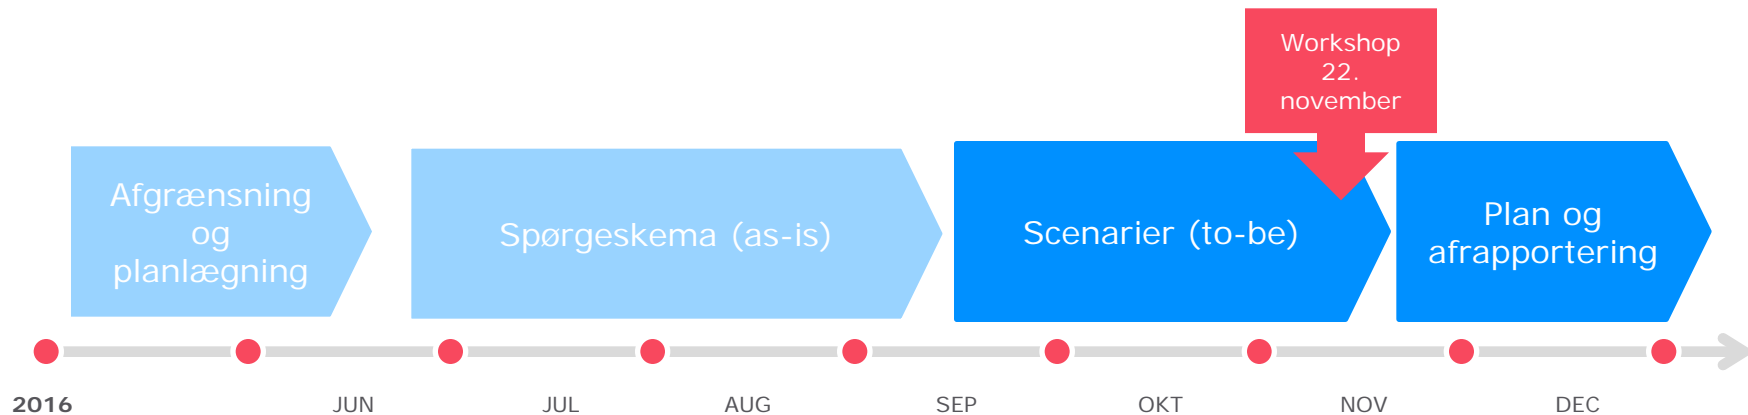 Workshop
22.
november
Afgrænsning
og
planlægning
Spørgeskema (as-is)
Scenarier (to-be)
Plan og
afrapportering
2016
JUN
JUL
AUG
SEP
OKT
NOV
DEC